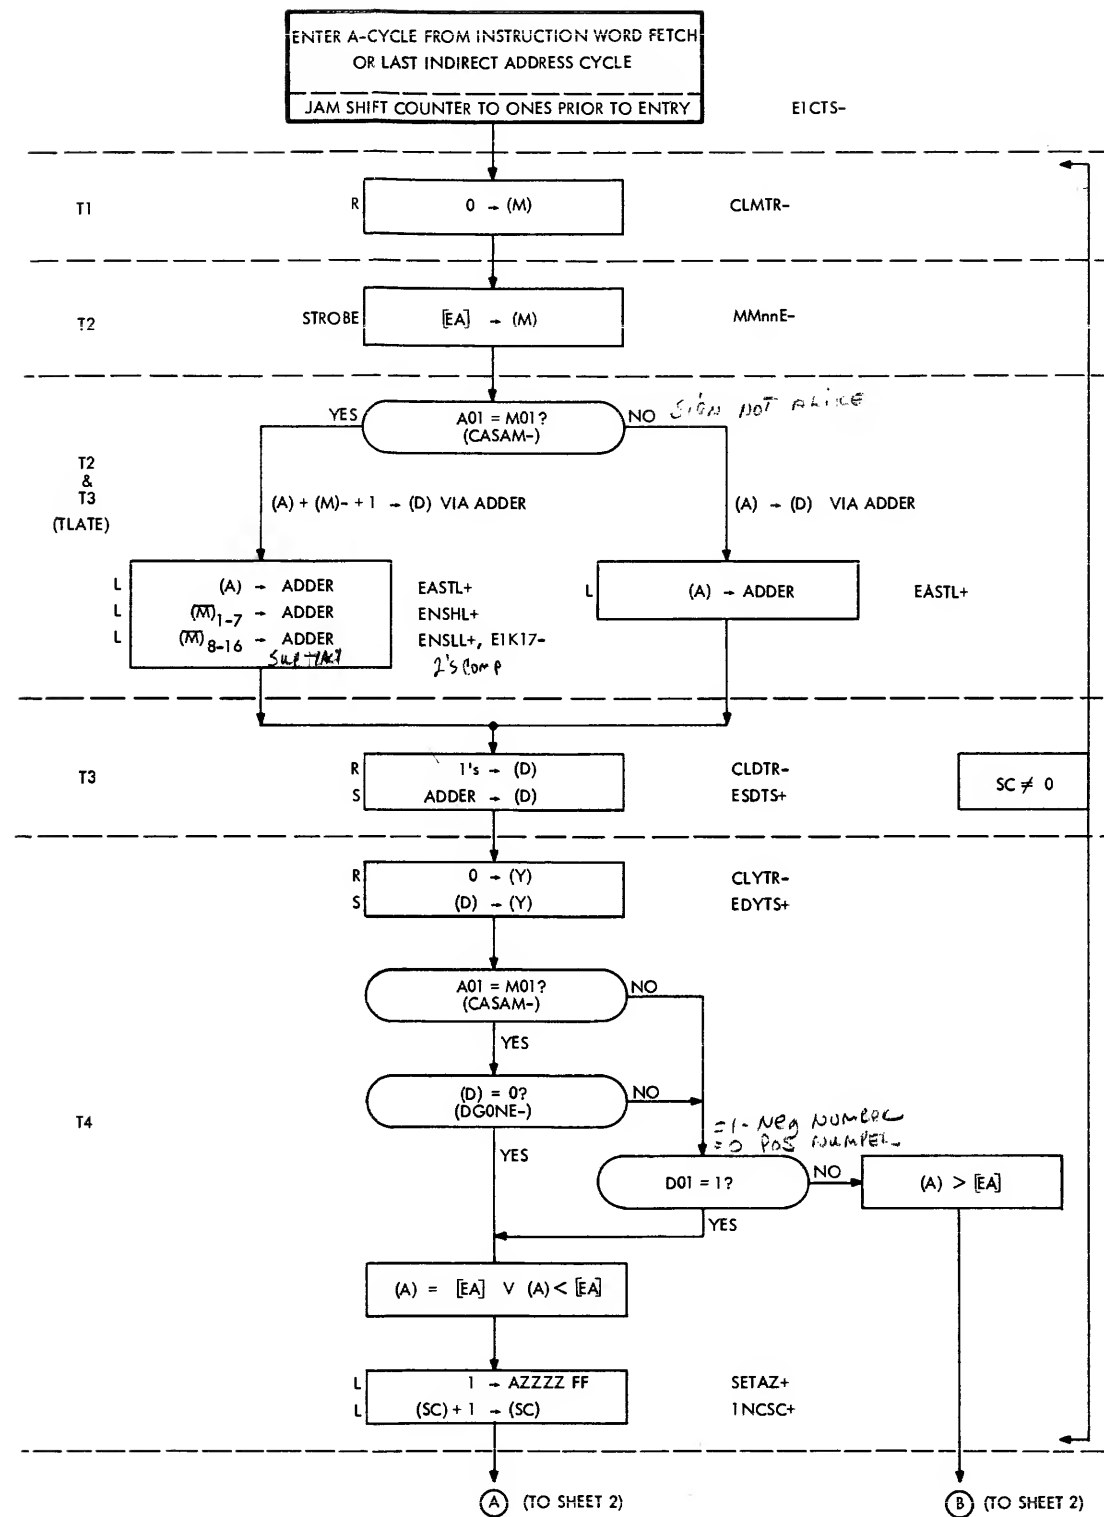 ENTER A-CYCLE FROM INSTRUCTION WORD FETCH
OR LAST INDIRECT ADDRESS CYCLE
JAM SHIFT COUNTER TO ONES PRIOR TO ENTRY
E1CTS-
T1
R 0 → (M)
CLMTR-
T2
STROBE [EA] → (M)
MMnnE-
YES
A01 = M01?
(CASAM-)
NO
SIGN NOT ALIKE
T2
&
T3
(TLATE)
(A) + (M)- + 1 → (D) VIA ADDER
(A) → (D) VIA ADDER
L (A) → ADDER
EASTL+
L (M̅)1-7 → ADDER
ENSHL+
L (M̅)8-16 → ADDER
ENSLL+, E1K17-
2's comp
L (A) → ADDER
EASTL+
T3
R 1's → (D)
CLDTR-
S ADDER → (D)
ESDTS+
SC ≠ 0
T4
R 0 → (Y)
CLYTR-
S (D) → (Y)
EDYTS+
A01 = M01?
(CASAM-)
NO
YES
(D) = 0?
(DG0NE-)
NO
YES
=1- Neg NUMBER
=0 POS NUMBER
D01 = 1?
NO
YES
(A) > [EA]
(A) = [EA] V (A) < [EA]
L 1 → AZZZZ FF
SETAZ+
L (SC) + 1 → (SC)
1NCSC+
A (TO SHEET 2)
B (TO SHEET 2)